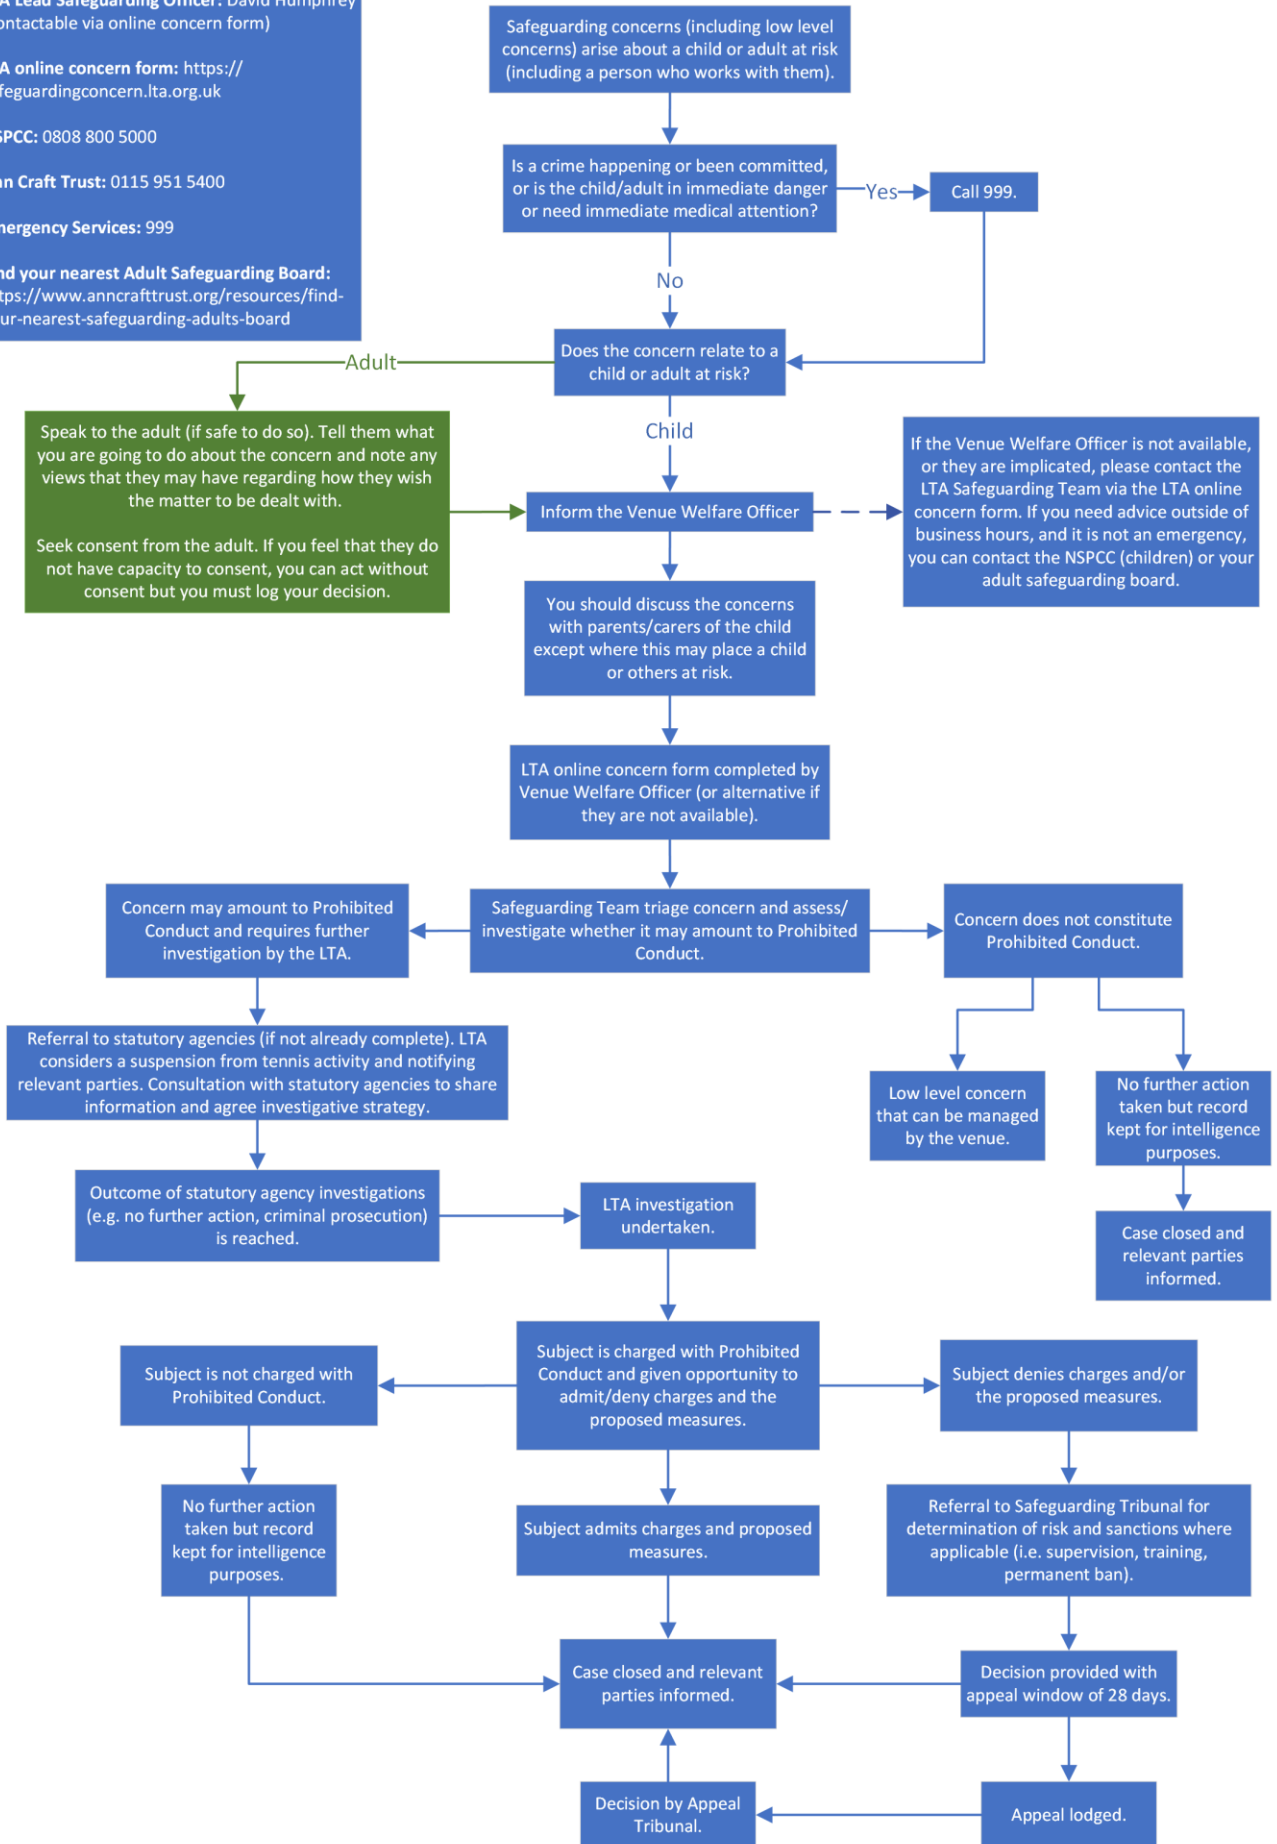 Lead Safeguarding Officer: David Humphrey
ontactable via online concern form)
A online concern form: https://
feguardingconcern.lta.org.uk
SPCC: 0808 800 5000
n Craft Trust: 0115 951 5400
mergency Services: 999
nd your nearest Adult Safeguarding Board:
tps://www.anncrafttrust.org/resources/find-
ur-nearest-safeguarding-adults-board
Safeguarding concerns (including low level
concerns) arise about a child or adult at risk
(including a person who works with them).
Is a crime happening or been committed,
or is the child/adult in immediate danger
or need immediate medical attention?
Yes
Call 999.
No
Does the concern relate to a
child or adult at risk?
Adult
Child
Speak to the adult (if safe to do so). Tell them what
you are going to do about the concern and note any
views that they may have regarding how they wish
the matter to be dealt with.
Seek consent from the adult. If you feel that they do
not have capacity to consent, you can act without
consent but you must log your decision.
Inform the Venue Welfare Officer
If the Venue Welfare Officer is not available,
or they are implicated, please contact the
LTA Safeguarding Team via the LTA online
concern form. If you need advice outside of
business hours, and it is not an emergency,
you can contact the NSPCC (children) or your
adult safeguarding board.
You should discuss the concerns
with parents/carers of the child
except where this may place a child
or others at risk.
LTA online concern form completed by
Venue Welfare Officer (or alternative if
they are not available).
Concern may amount to Prohibited
Conduct and requires further
investigation by the LTA.
Safeguarding Team triage concern and assess/
investigate whether it may amount to Prohibited
Conduct.
Concern does not constitute
Prohibited Conduct.
Referral to statutory agencies (if not already complete). LTA
considers a suspension from tennis activity and notifying
relevant parties. Consultation with statutory agencies to share
information and agree investigative strategy.
Low level concern
that can be managed
by the venue.
No further action
taken but record
kept for intelligence
purposes.
Outcome of statutory agency investigations
(e.g. no further action, criminal prosecution)
is reached.
LTA investigation
undertaken.
Case closed and
relevant parties
informed.
Subject is not charged with
Prohibited Conduct.
Subject is charged with Prohibited
Conduct and given opportunity to
admit/deny charges and the
proposed measures.
Subject denies charges and/or
the proposed measures.
No further action
taken but record
kept for intelligence
purposes.
Subject admits charges and proposed
measures.
Referral to Safeguarding Tribunal for
determination of risk and sanctions where
applicable (i.e. supervision, training,
permanent ban).
Case closed and relevant
parties informed.
Decision provided with
appeal window of 28 days.
Decision by Appeal
Tribunal.
Appeal lodged.